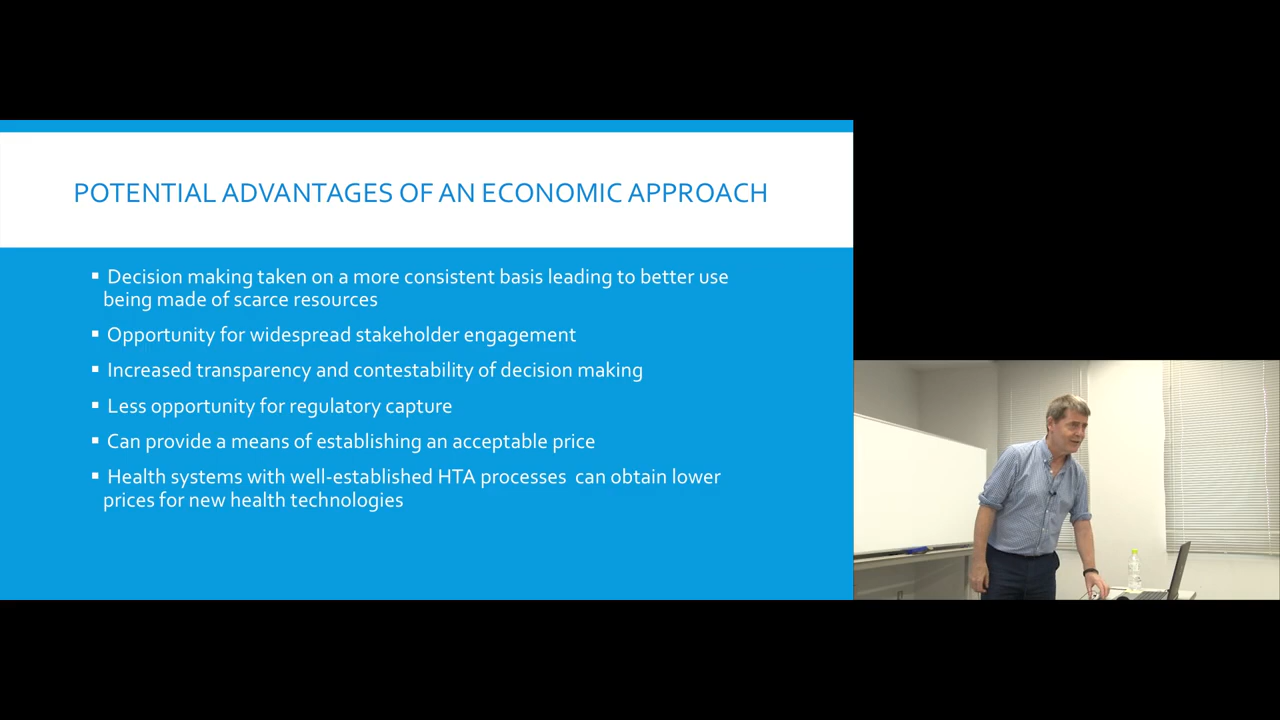 POTENTIAL ADVANTAGES OF AN ECONOMIC APPROACH
▪ Decision making taken on a more consistent basis leading to better use
being made of scarce resources
▪ Opportunity for widespread stakeholder engagement
▪ Increased transparency and contestability of decision making
▪ Less opportunity for regulatory capture
▪ Can provide a means of establishing an acceptable price
▪ Health systems with well-established HTA processes  can obtain lower
prices for new health technologies